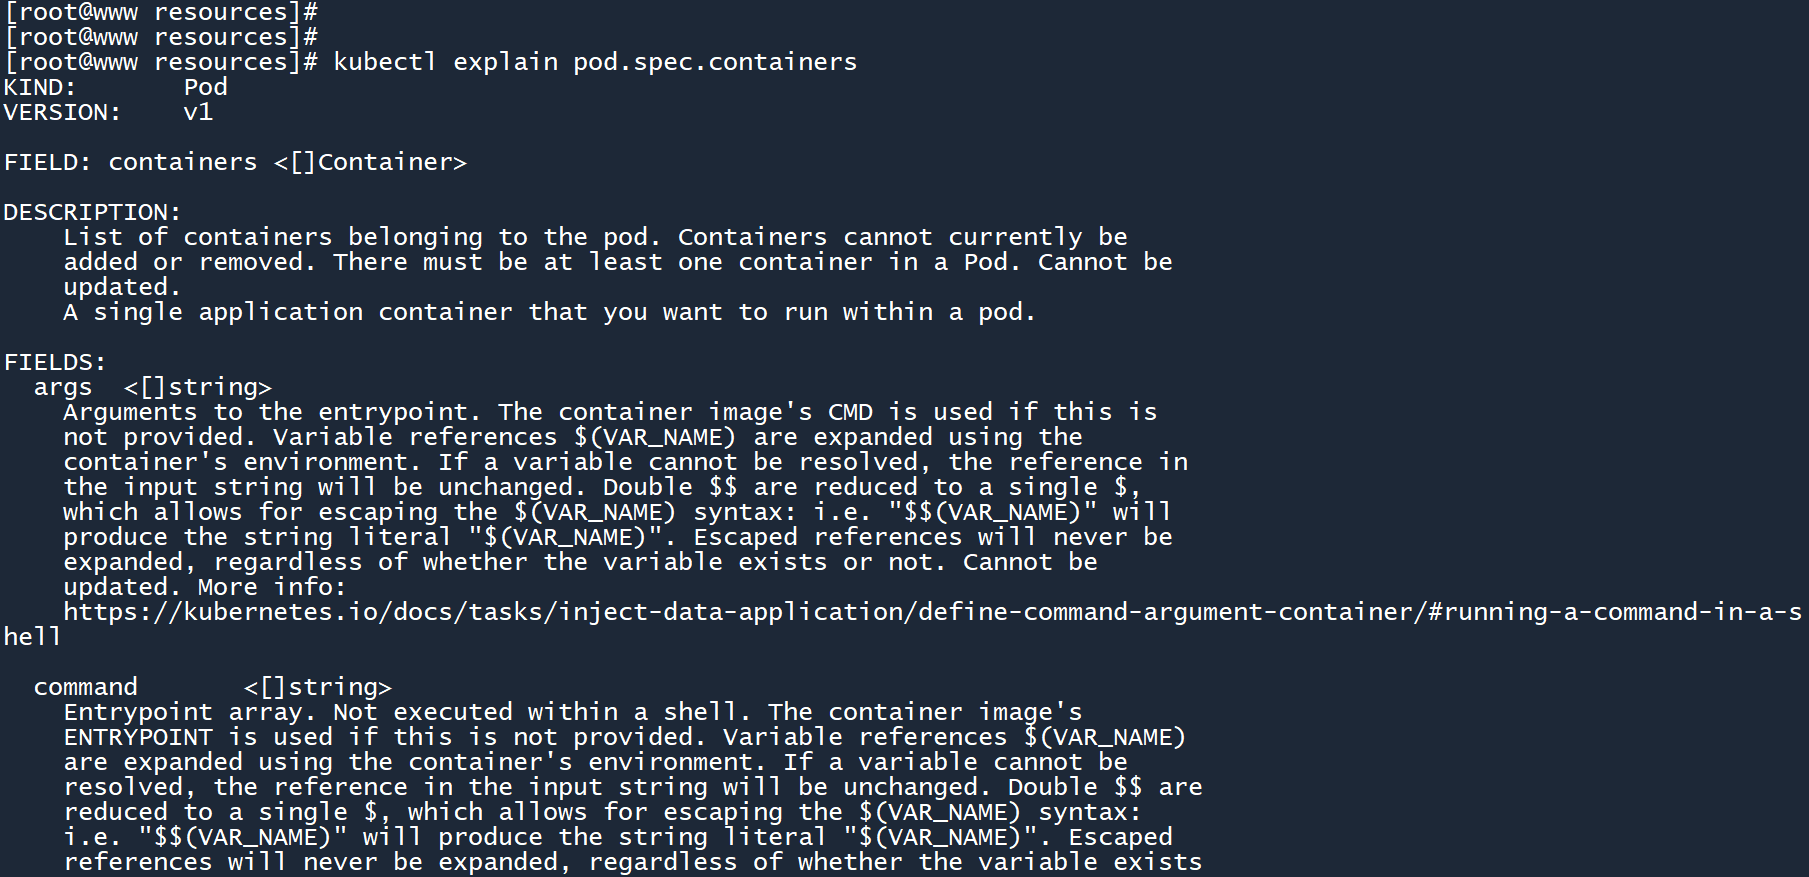 [root@www resources]#
[root@www resources]#
[root@www resources]# kubectl explain pod.spec.containers
KIND:       Pod
VERSION:    v1

FIELD: containers <[]Container>

DESCRIPTION:
    List of containers belonging to the pod. Containers cannot currently be
    added or removed. There must be at least one container in a Pod. Cannot be
    updated.
    A single application container that you want to run within a pod.

FIELDS:
  args  <[]string>
    Arguments to the entrypoint. The container image's CMD is used if this is
    not provided. Variable references $(VAR_NAME) are expanded using the
    container's environment. If a variable cannot be resolved, the reference in
    the input string will be unchanged. Double $$ are reduced to a single $,
    which allows for escaping the $(VAR_NAME) syntax: i.e. "$$(VAR_NAME)" will
    produce the string literal "$(VAR_NAME)". Escaped references will never be
    expanded, regardless of whether the variable exists or not. Cannot be
    updated. More info:
    https://kubernetes.io/docs/tasks/inject-data-application/define-command-argument-container/#running-a-command-in-a-s
hell

  command       <[]string>
    Entrypoint array. Not executed within a shell. The container image's
    ENTRYPOINT is used if this is not provided. Variable references $(VAR_NAME)
    are expanded using the container's environment. If a variable cannot be
    resolved, the reference in the input string will be unchanged. Double $$ are
    reduced to a single $, which allows for escaping the $(VAR_NAME) syntax:
    i.e. "$$(VAR_NAME)" will produce the string literal "$(VAR_NAME)". Escaped
    references will never be expanded, regardless of whether the variable exists